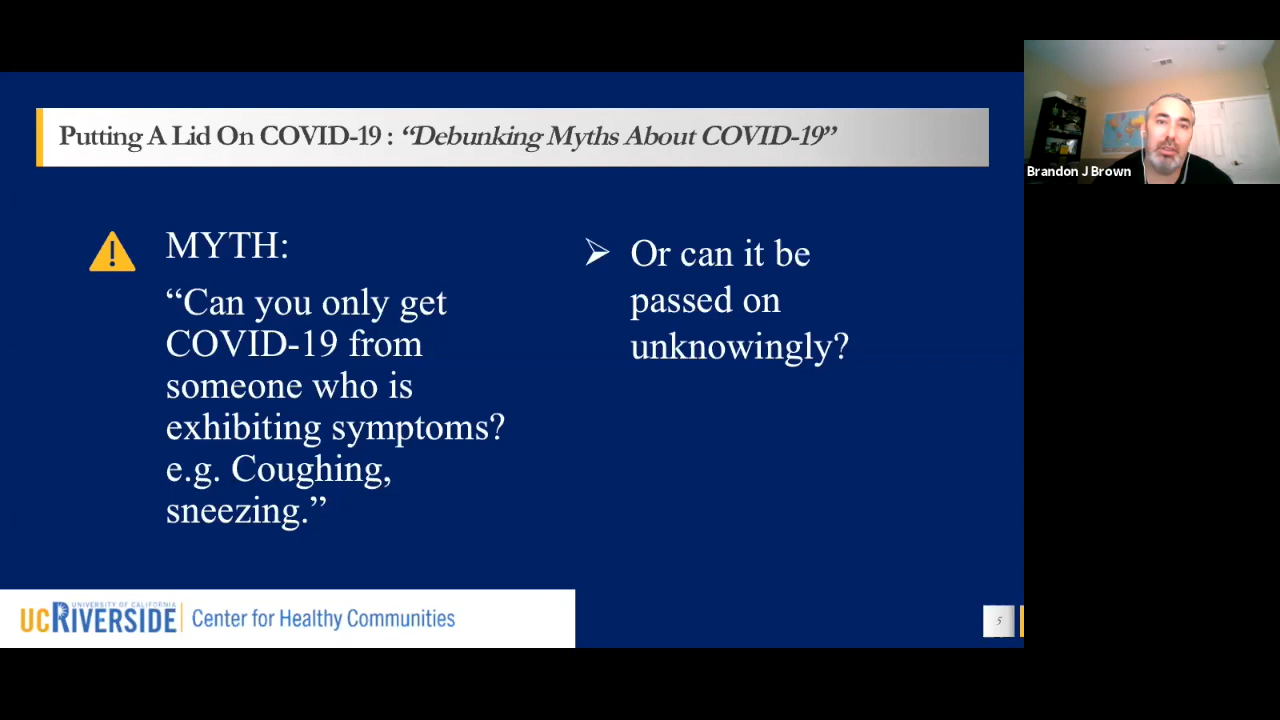 Putting A Lid On COVID-19 : “Debunking Myths About COVID-19”
MYTH:
“Can you only get
COVID-19 from
someone who is
exhibiting symptoms?
e.g. Coughing,
sneezing.”
Or can it be
passed on
unknowingly?
UNIVERSITY OF CALIFORNIA
UC RIVERSIDE
Center for Healthy Communities
5
Brandon J Brown